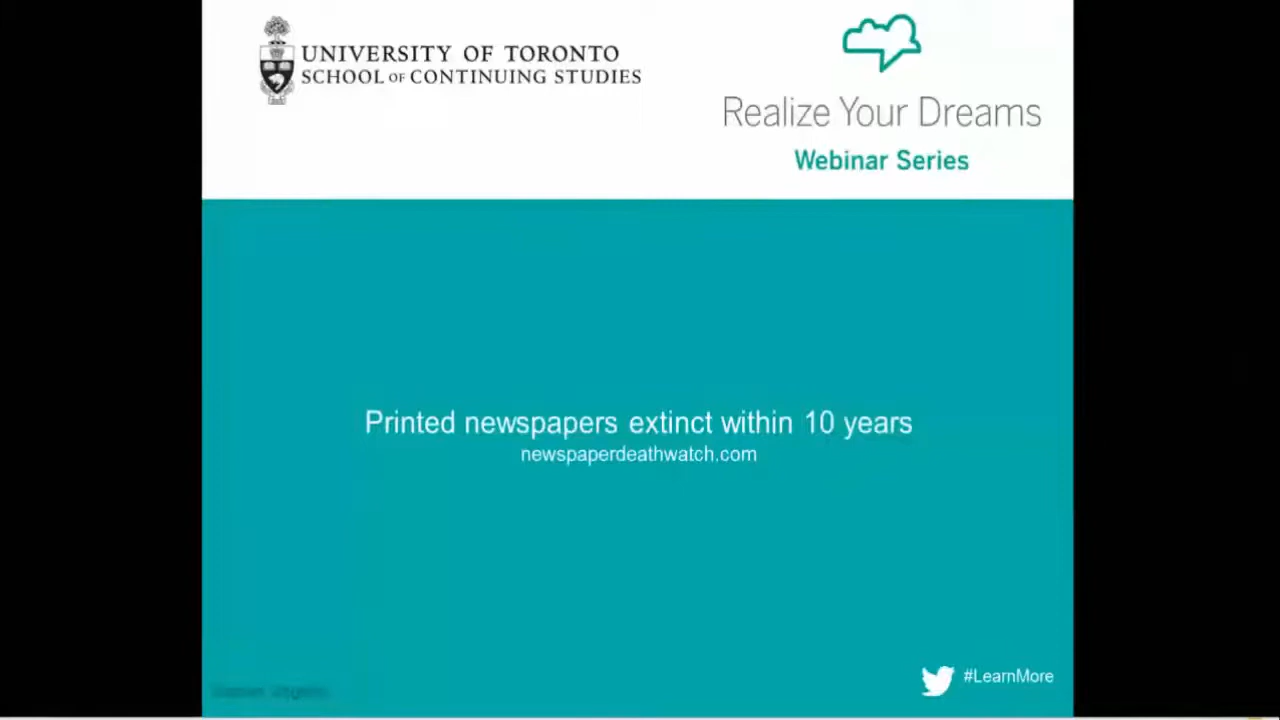 UNIVERSITY OF TORONTO
SCHOOL OF CONTINUING STUDIES
Realize Your Dreams
Webinar Series
Printed newspapers extinct within 10 years
newspaperdeathwatch.com
#LearnMore